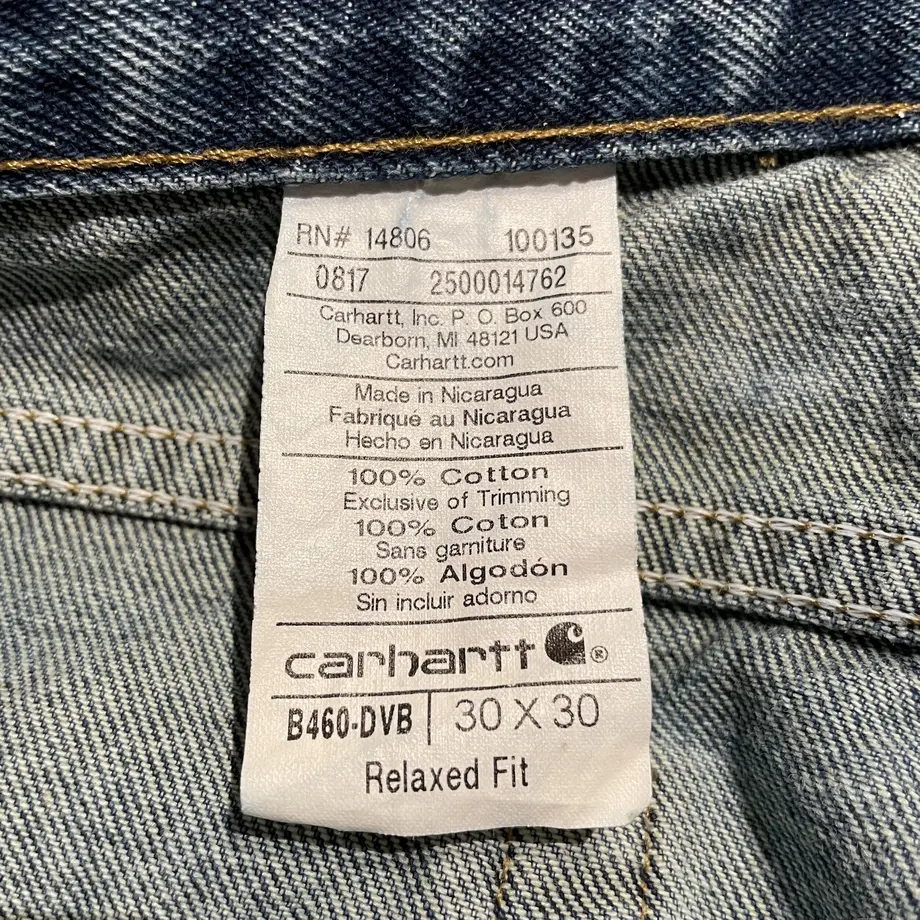 RN# 14806 100135
0817 2500014762
Carhartt, Inc. P. O. Box 600
Dearborn, MI 48121 USA
Carhartt.com
Made in Nicaragua
Fabriqué au Nicaragua
Hecho en Nicaragua
100% Cotton
Exclusive of Trimming
100% Coton
Sans garniture
100% Algodón
Sin incluir adorno
carhartt ®
B460-DVB 30 X 30
Relaxed Fit